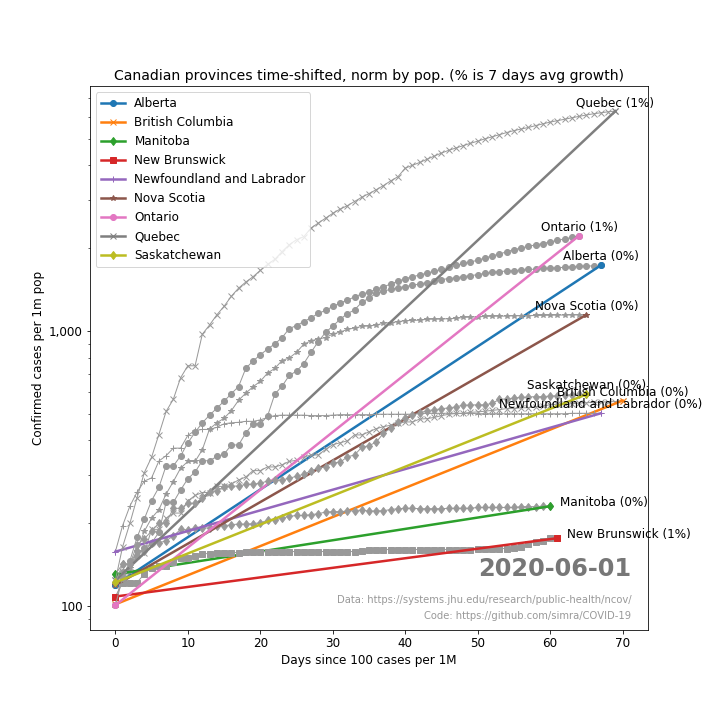 Canadian provinces time-shifted, norm by pop. (% is 7 days avg growth)
Alberta
British Columbia
Manitoba
New Brunswick
Newfoundland and Labrador
Nova Scotia
Ontario
Quebec
Saskatchewan
Quebec (1%)
Ontario (1%)
Alberta (0%)
Nova Scotia (0%)
Saskatchewan (0%)
British Columbia (0%)
Newfoundland and Labrador (0%)
Manitoba (0%)
New Brunswick (1%)
Confirmed cases per 1m pop
1,000
100
2020-06-01
Data: https://systems.jhu.edu/research/public-health/ncov/
Code: https://github.com/simra/COVID-19
0 10 20 30 40 50 60 70
Days since 100 cases per 1M